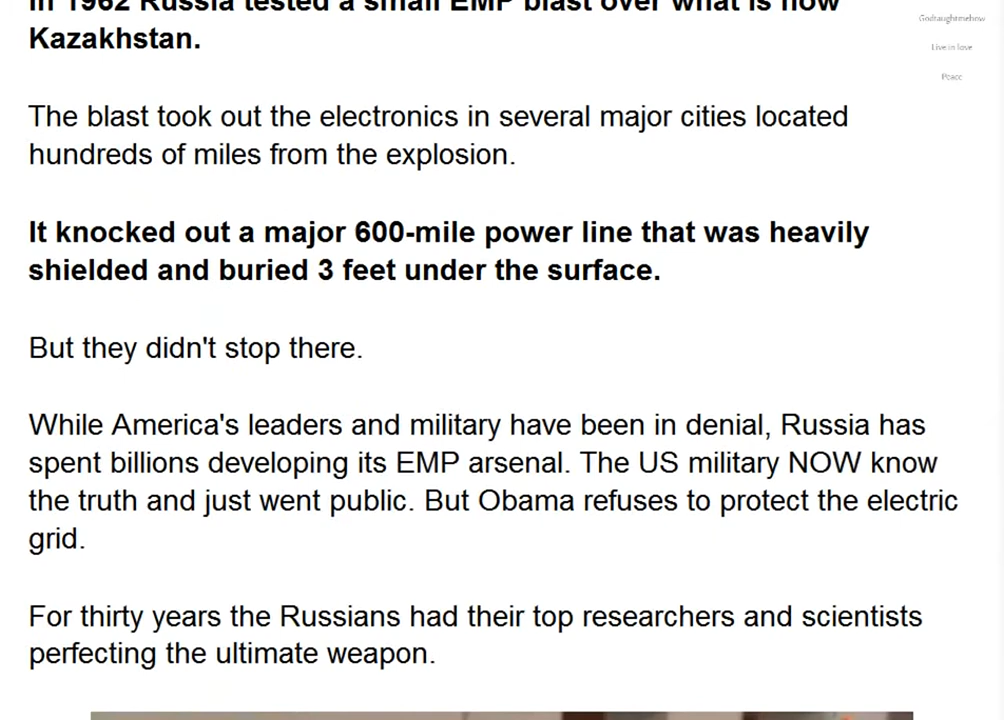 In 1962 Russia tested a small EMP blast over what is now
Kazakhstan.
The blast took out the electronics in several major cities located
hundreds of miles from the explosion.
It knocked out a major 600-mile power line that was heavily
shielded and buried 3 feet under the surface.
But they didn't stop there.
While America's leaders and military have been in denial, Russia has
spent billions developing its EMP arsenal. The US military NOW know
the truth and just went public. But Obama refuses to protect the electric
grid.
For thirty years the Russians had their top researchers and scientists
perfecting the ultimate weapon.
Godtaughtmehow
Live in love
Peace